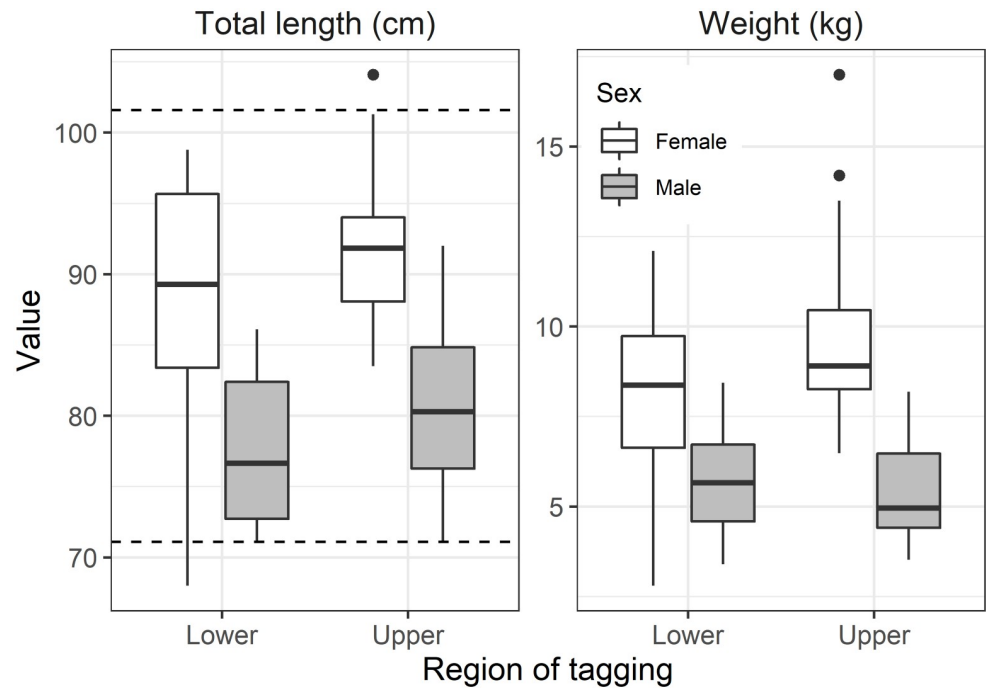 Total length (cm)
Weight (kg)
Value
100
90
80
70
15
10
5
Sex
Female
Male
Lower
Upper
Lower
Upper
Region of tagging